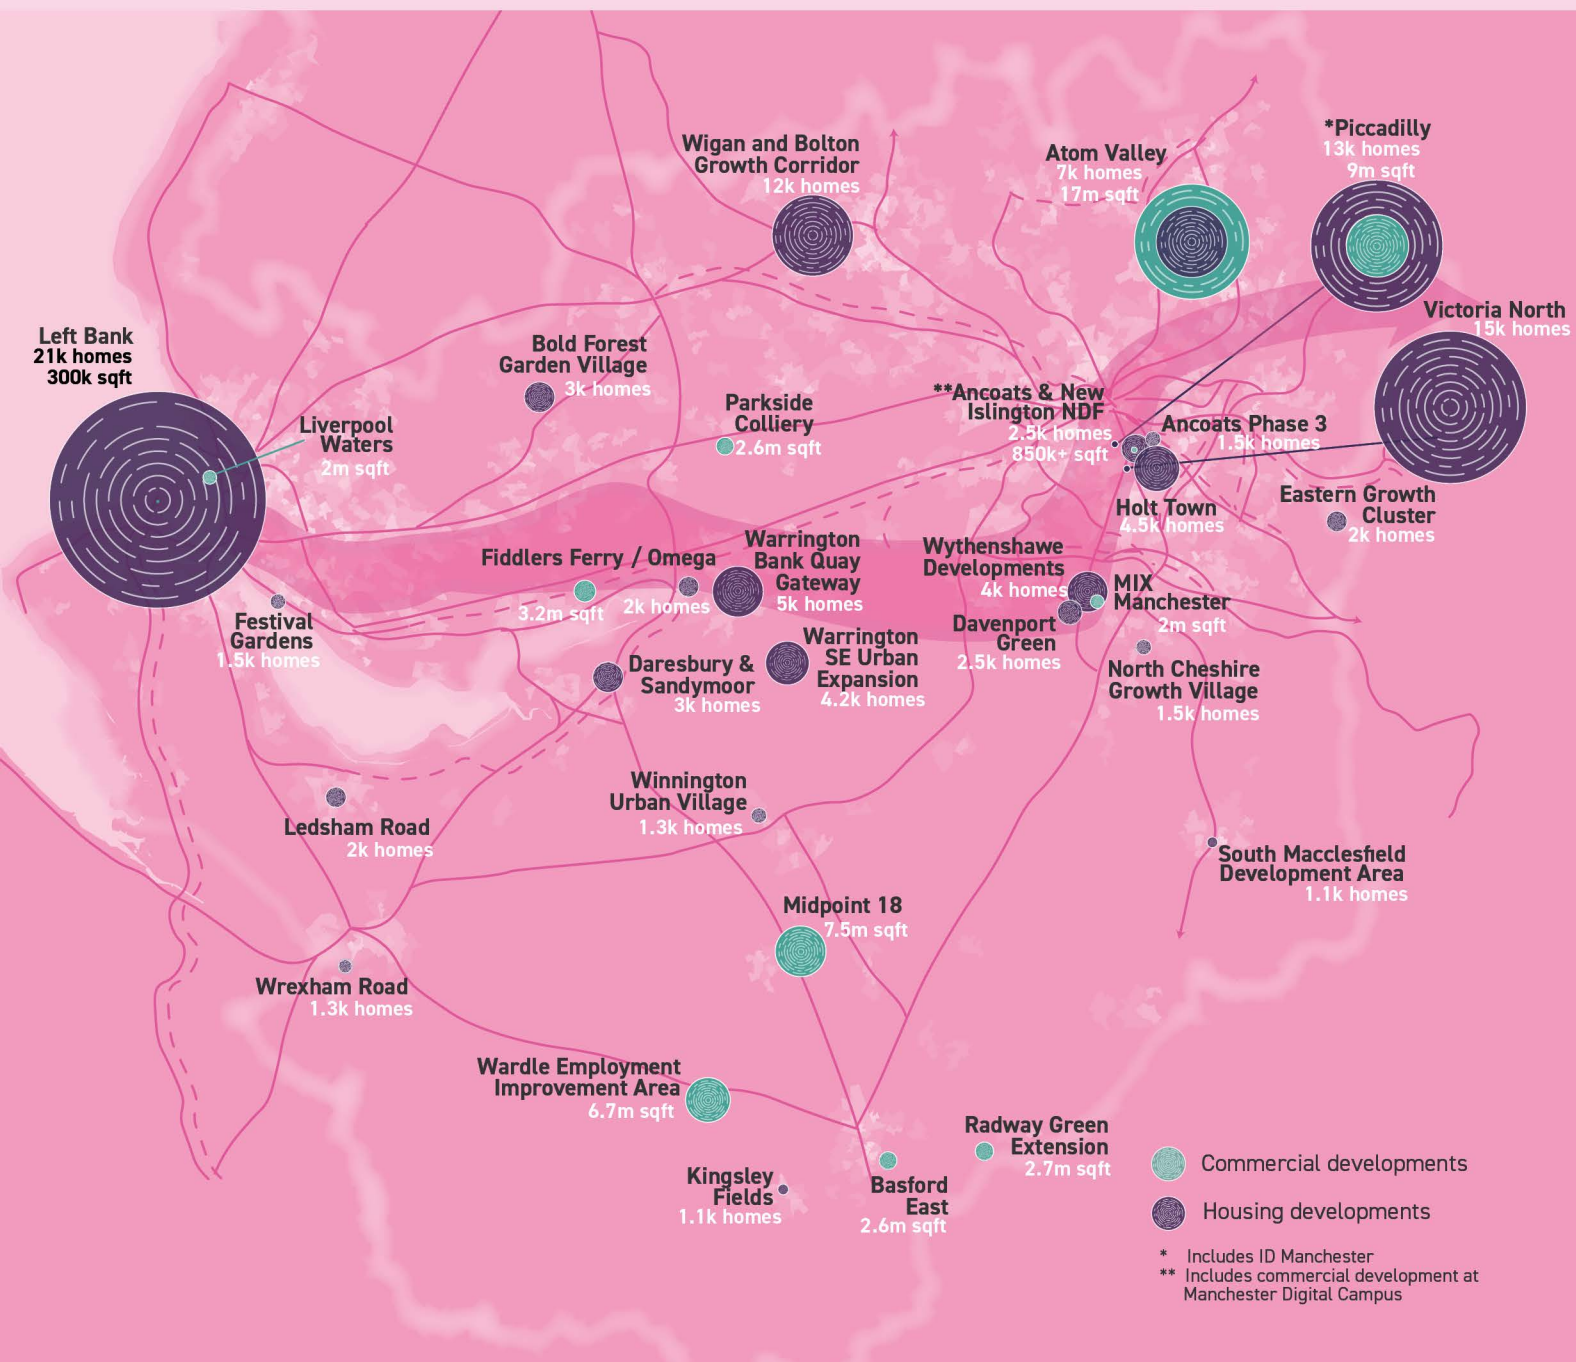 Wigan and Bolton
Growth Corridor
12k homes
Atom Valley
7k homes
17m sqft
*Piccadilly
13k homes
9m sqft
Victoria North
15k homes
Left Bank
21k homes
300k sqft
Liverpool
Waters
2m sqft
Bold Forest
Garden Village
3k homes
Parkside
Colliery
2.6m sqft
**Ancoats & New
Islington NDF
2.5k homes
850k+ sqft
Ancoats Phase 3
1.5k homes
Holt Town
4.5k homes
Eastern Growth
Cluster
2k homes
Fiddlers Ferry / Omega
3.2m sqft
2k homes
Warrington
Bank Quay
Gateway
5k homes
Wythenshawe
Developments
4k homes
MIX
Manchester
2m sqft
Davenport
Green
2.5k homes
Festival
Gardens
1.5k homes
Daresbury &
Sandymoor
3k homes
Warrington
SE Urban
Expansion
4.2k homes
North Cheshire
Growth Village
1.5k homes
Winnington
Urban Village
1.3k homes
Ledsham Road
2k homes
South Macclesfield
Development Area
1.1k homes
Midpoint 18
7.5m sqft
Wrexham Road
1.3k homes
Wardle Employment
Improvement Area
6.7m sqft
Radway Green
Extension
2.7m sqft
Kingsley
Fields
1.1k homes
Basford
East
2.6m sqft
Commercial developments
Housing developments
* Includes ID Manchester
** Includes commercial development at
Manchester Digital Campus